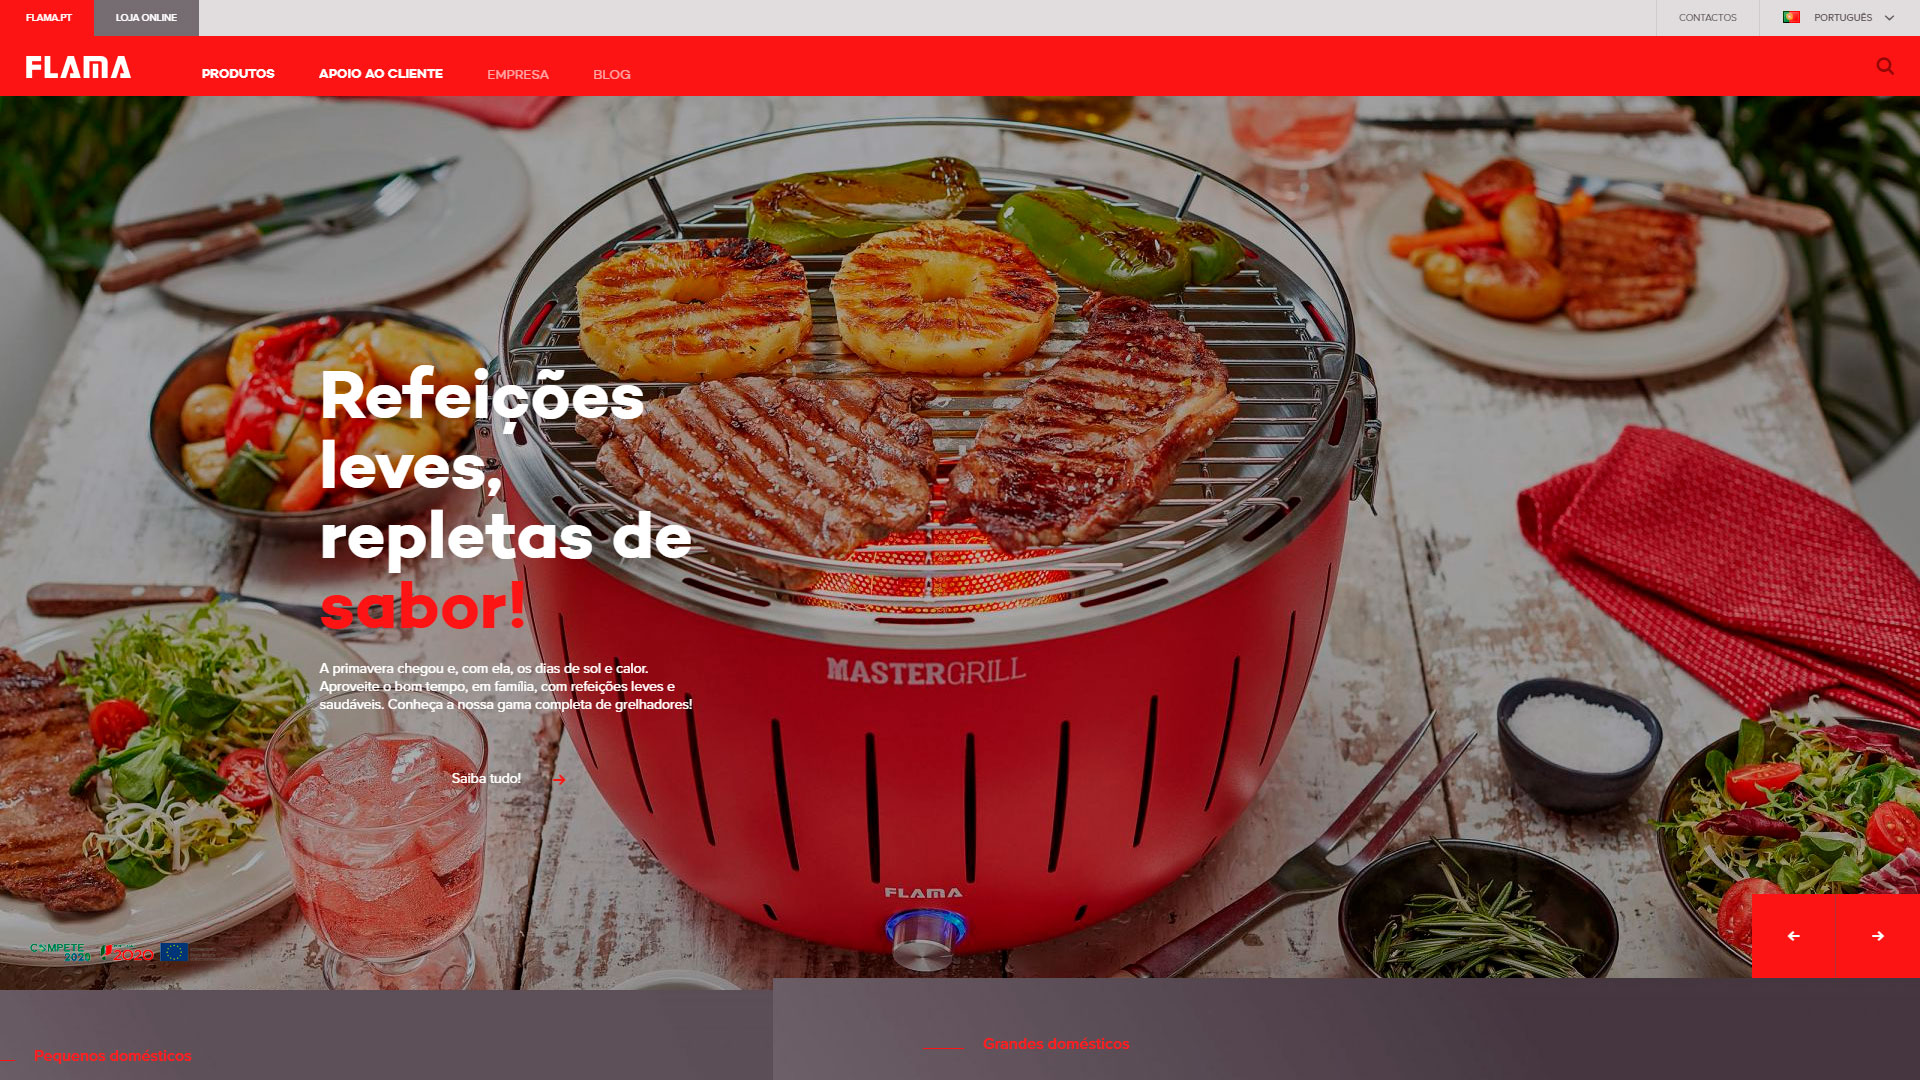 FLAMA.PT
LOJA ONLINE
CONTACTOS
PORTUGUÊS
FLAMA
PRODUTOS
APOIO AO CLIENTE
EMPRESA
BLOG
Refeições
leves,
repletas de
sabor!
A primavera chegou e, com ela, os dias de sol e calor.
Aproveite o bom tempo, em família, com refeições leves e
saudáveis. Conheça a nossa gama completa de grelhadores!
Saiba tudo!
MASTERGRILL
FLAMA
COMPETE
2020
2020
Pequenos domésticos
Grandes domésticos